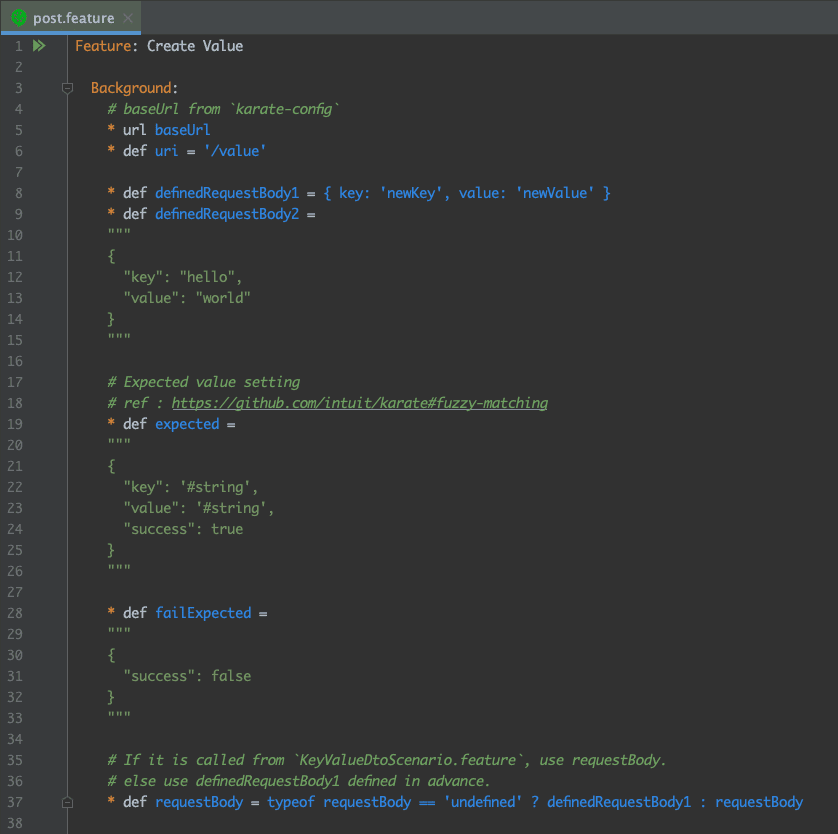 post.feature
1 Feature: Create Value
2
3 Background:
4 # baseUrl from `karate-config`
5 * url baseUrl
6 * def uri = '/value'
7
8 * def definedRequestBody1 = { key: 'newKey', value: 'newValue' }
9 * def definedRequestBody2 =
10 """
11 {
12 "key": "hello",
13 "value": "world"
14 }
15 """
16
17 # Expected value setting
18 # ref : https://github.com/intuit/karate#fuzzy-matching
19 * def expected =
20 """
21 {
22 "key": '#string',
23 "value": '#string',
24 "success": true
25 }
26 """
27
28 * def failExpected =
29 """
30 {
31 "success": false
32 }
33 """
34
35 # If it is called from `KeyValueDtoScenario.feature`, use requestBody.
36 # else use definedRequestBody1 defined in advance.
37 * def requestBody = typeof requestBody == 'undefined' ? definedRequestBody1 : requestBody
38